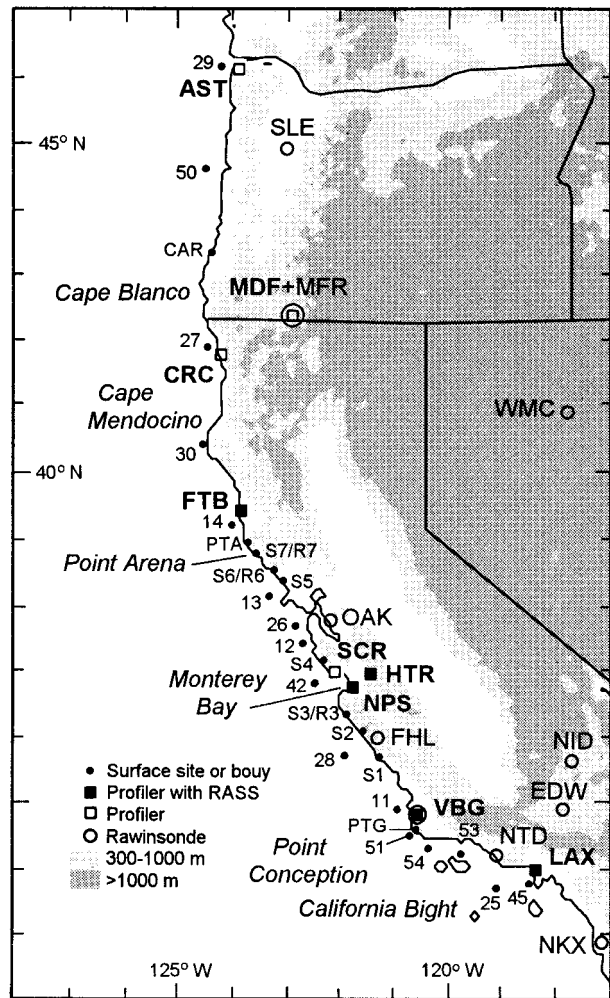 29
AST
SLE
45° N
50
CAR
MDF+MFR
Cape Blanco
27
CRC
Cape
Mendocino
WMC
30
40° N
FTB
14
PTA
S7/R7
Point Arena
S6/R6
S5
13
OAK
26
SCR
12
S4
HTR
Monterey
Bay
42
NPS
S3/R3
S2
FHL
NID
28
S1
EDW
Surface site or bouy
Profiler with RASS
Profiler
Rawinsonde
300-1000 m
>1000 m
11
VBG
PTG
53
NTD
51
LAX
Point
Conception
54
California Bight
25
45
NKX
125° W
120° W